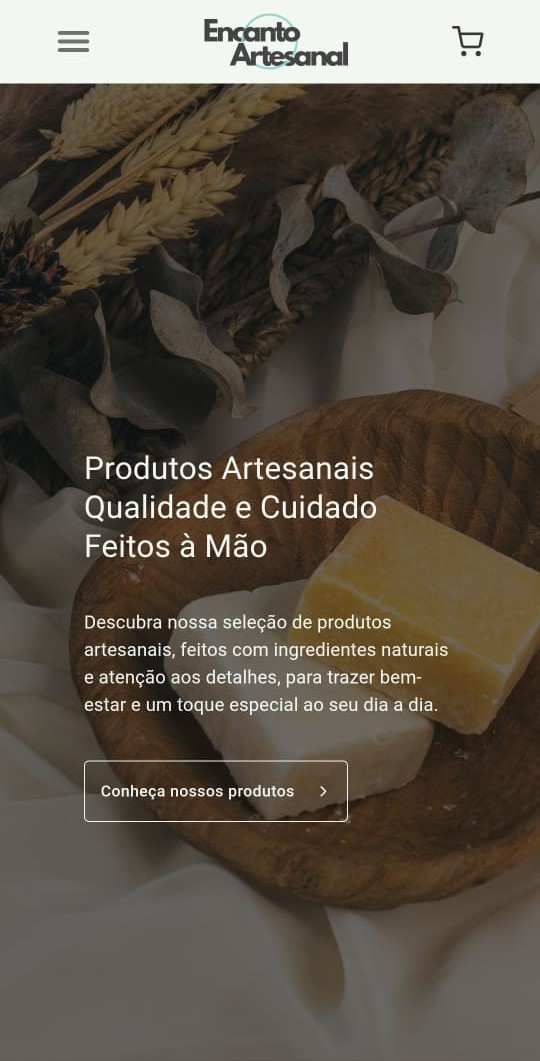 Encanto
Artesanal
Produtos Artesanais
Qualidade e Cuidado
Feitos à Mão
Descubra nossa seleção de produtos
artesanais, feitos com ingredientes naturais
e atenção aos detalhes, para trazer bem-
estar e um toque especial ao seu dia a dia.
Conheça nossos produtos